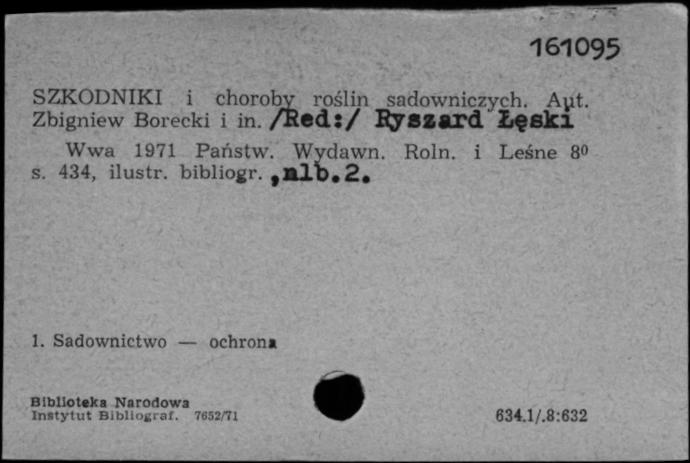 161095
SZKODNIKI i choroby roślin sadowniczych. Aut.
Zbigniew Borecki i in. /Red:/ Ryszard Łęski
Wwa 1971 Państw. Wydawn. Roln. i Leśne 8⁰
s. 434, ilustr. bibliogr. ,nlb.2.
1. Sadownictwo — ochrona
Biblioteka Narodowa
Instytut Bibliograf. 7652/71
634.1/.8:632